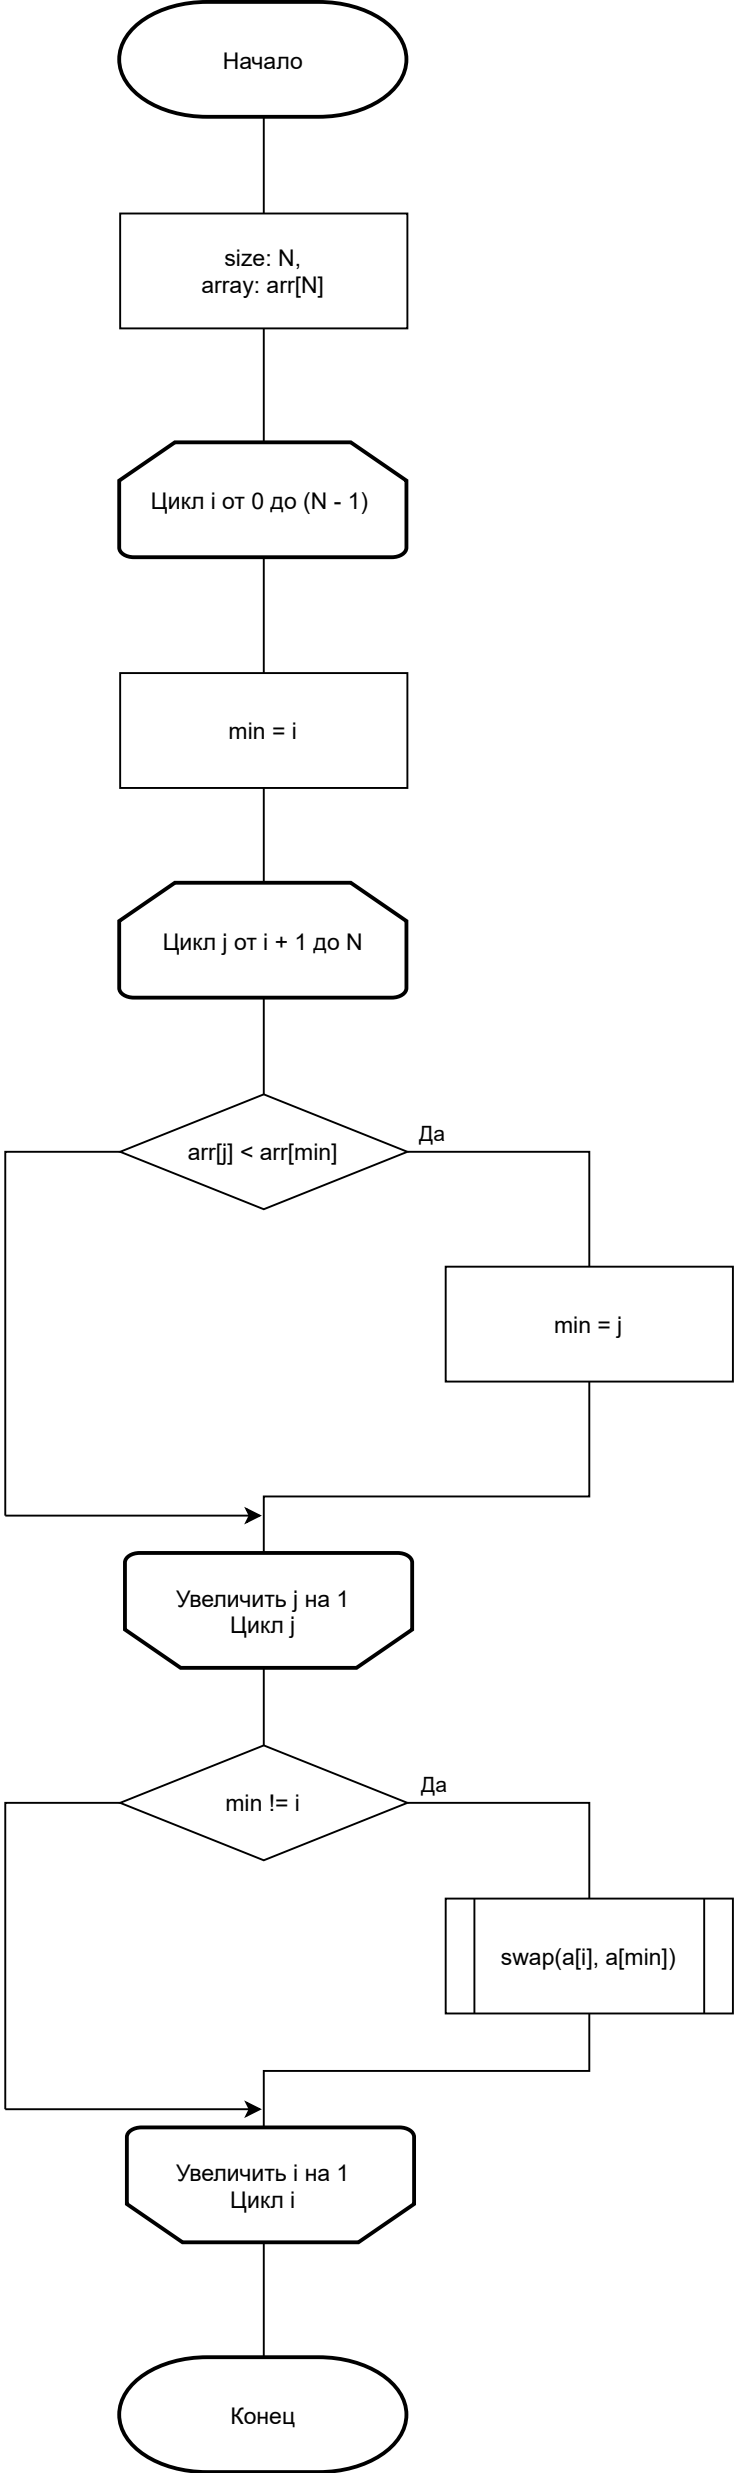 Начало
size: N,
array: arr[N]
Цикл i от 0 до (N - 1)
min = i
Цикл j от i + 1 до N
arr[j] < arr[min]
Да
min = j
Увеличить j на 1
Цикл j
min != i
Да
swap(a[i], a[min])
Увеличить i на 1
Цикл i
Конец